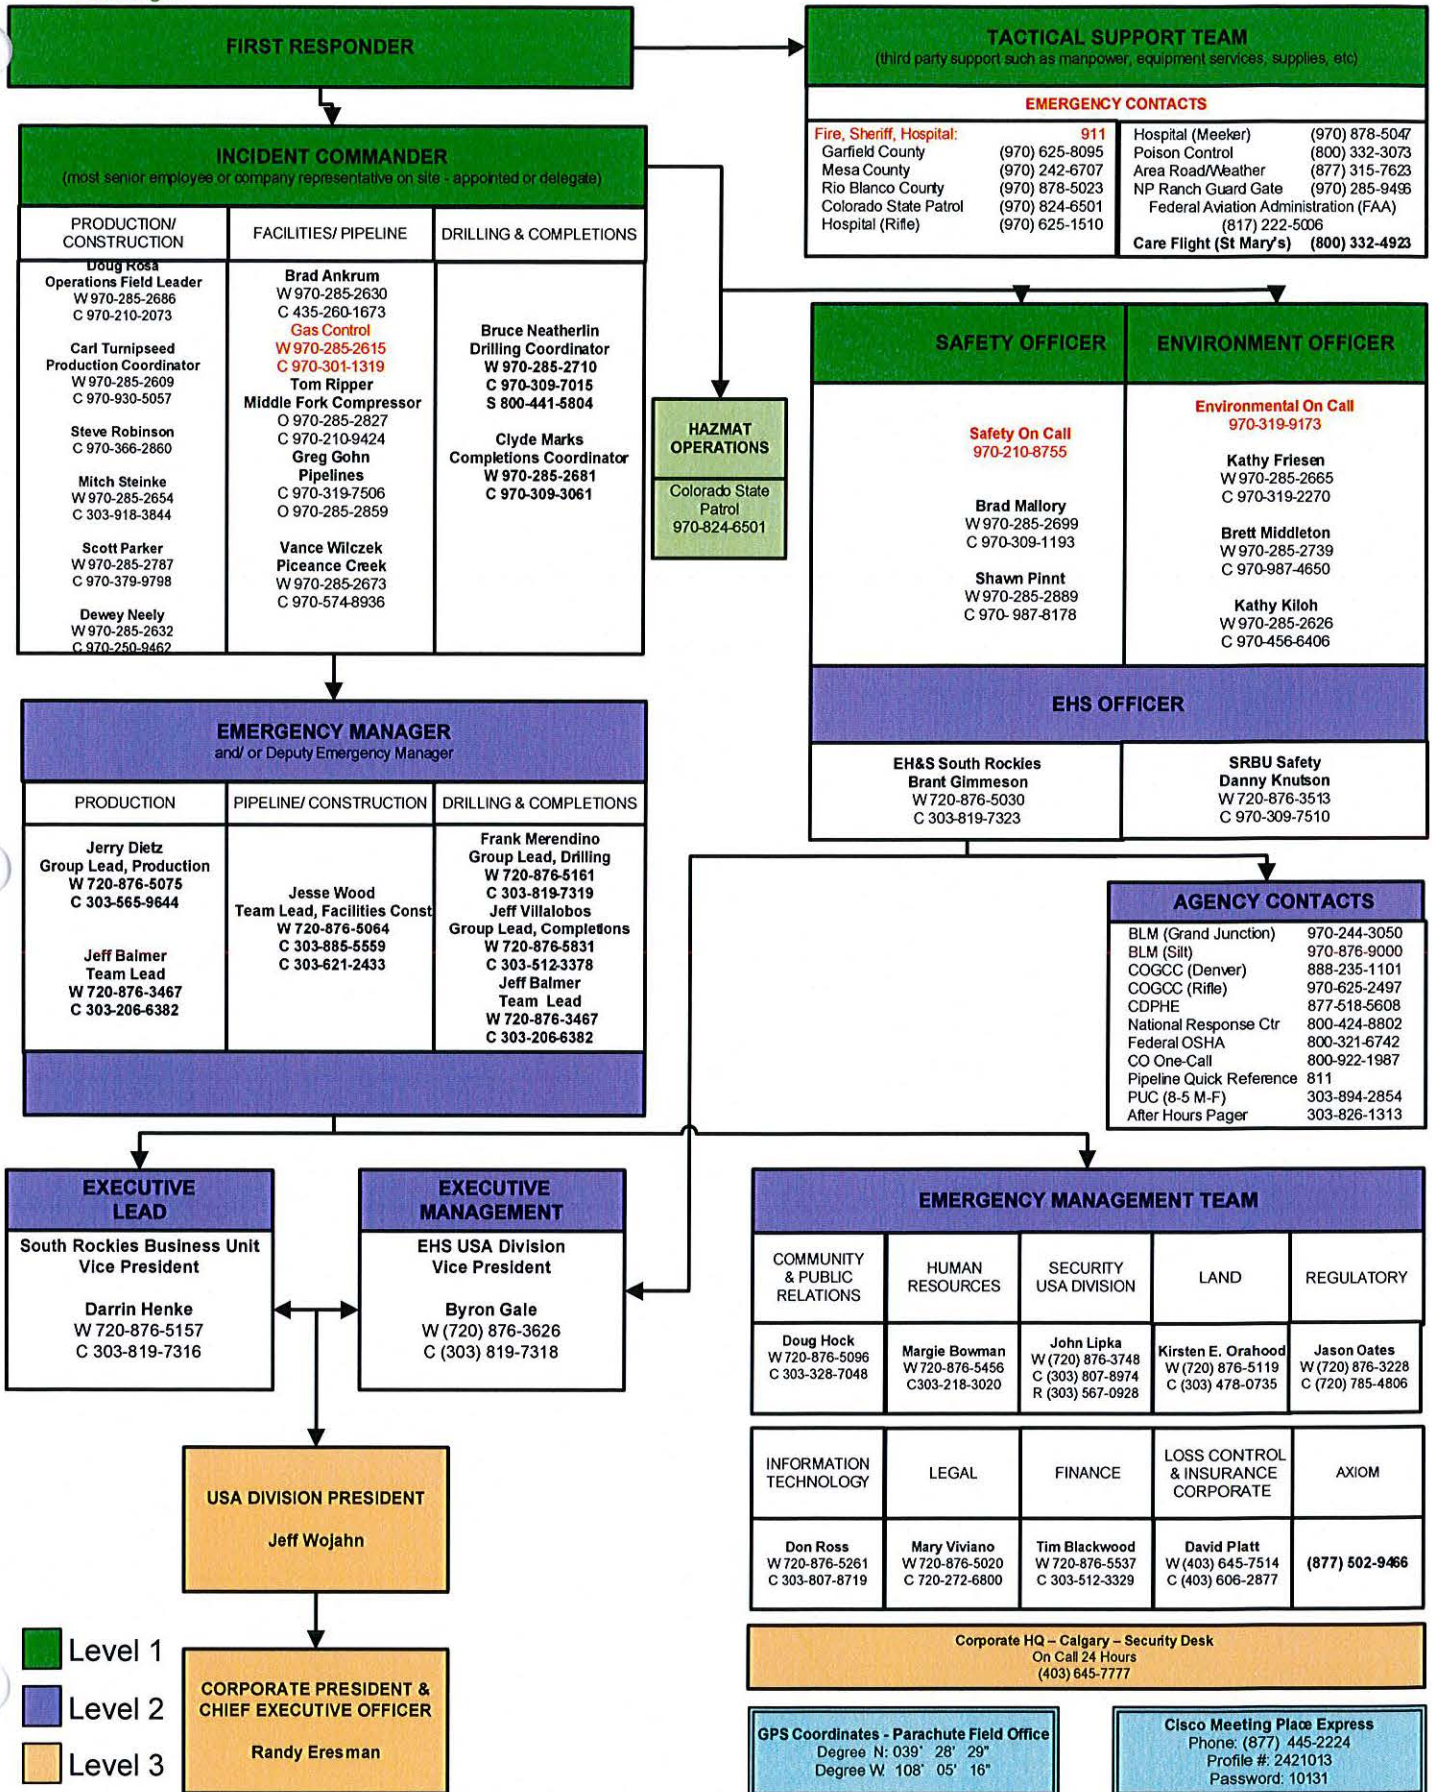 FIRST RESPONDER
TACTICAL SUPPORT TEAM
(third party support such as manpower, equipment services, supplies, etc)
EMERGENCY CONTACTS
Fire, Sheriff, Hospital: 911
Garfield County (970) 625-8095
Mesa County (970) 242-6707
Rio Blanco County (970) 878-5023
Colorado State Patrol (970) 824-6501
Hospital (Rifle) (970) 625-1510
Hospital (Meeker) (970) 878-5047
Poison Control (800) 332-3073
Area Road/Weather (877) 315-7623
NP Ranch Guard Gate (970) 285-9496
Federal Aviation Administration (FAA)
(817) 222-5006
Care Flight (St Mary's) (800) 332-4923
INCIDENT COMMANDER
(most senior employee or company representative on site - appointed or delegate)
PRODUCTION/
CONSTRUCTION
Doug Rosa
Operations Field Leader
W 970-285-2686
C 970-210-2073
Carl Turnipseed
Production Coordinator
W 970-285-2609
C 970-930-5057
Steve Robinson
C 970-366-2860
Mitch Steinke
W 970-285-2654
C 303-918-3844
Scott Parker
W 970-285-2787
C 970-379-9798
Dewey Neely
W 970-285-2632
C 970-250-9462
FACILITIES/ PIPELINE
Brad Ankrum
W 970-285-2630
C 435-260-1673
Gas Control
W 970-285-2615
C 970-301-1319
Tom Ripper
Middle Fork Compressor
O 970-285-2827
C 970-210-9424
Greg Gohn
Pipelines
C 970-319-7506
O 970-285-2859
Vance Wilczek
Piceance Creek
W 970-285-2673
C 970-574-8936
DRILLING & COMPLETIONS
Bruce Neatherlin
Drilling Coordinator
W 970-285-2710
C 970-309-7015
S 800-441-5804
Clyde Marks
Completions Coordinator
W 970-285-2681
C 970-309-3061
HAZMAT
OPERATIONS
Colorado State
Patrol
970-824-6501
SAFETY OFFICER
Safety On Call
970-210-8755
Brad Mallory
W 970-285-2699
C 970-309-1193
Shawn Pinnt
W 970-285-2889
C 970- 987-8178
ENVIRONMENT OFFICER
Environmental On Call
970-319-9173
Kathy Friesen
W 970-285-2665
C 970-319-2270
Brett Middleton
W 970-285-2739
C 970-987-4650
Kathy Kiloh
W 970-285-2626
C 970-456-6406
EHS OFFICER
EH&S South Rockies
Brant Gimmeson
W 720-876-5030
C 303-819-7323
SRBU Safety
Danny Knutson
W 720-876-3513
C 970-309-7510
EMERGENCY MANAGER
and/ or Deputy Emergency Manager
PRODUCTION
Jerry Dietz
Group Lead, Production
W 720-876-5075
C 303-565-9644
Jeff Balmer
Team Lead
W 720-876-3467
C 303-206-6382
PIPELINE/ CONSTRUCTION
Jesse Wood
Team Lead, Facilities Const
W 720-876-5064
C 303-885-5559
C 303-621-2433
DRILLING & COMPLETIONS
Frank Merendino
Group Lead, Drilling
W 720-876-5161
C 303-819-7319
Jeff Villalobos
Group Lead, Completions
W 720-876-5831
C 303-512-3378
Jeff Balmer
Team Lead
W 720-876-3467
C 303-206-6382
AGENCY CONTACTS
BLM (Grand Junction) 970-244-3050
BLM (Silt) 970-876-9000
COGCC (Denver) 888-235-1101
COGCC (Rifle) 970-625-2497
CDPHE 877-518-5608
National Response Ctr 800-424-8802
Federal OSHA 800-321-6742
CO One-Call 800-922-1987
Pipeline Quick Reference 811
PUC (8-5 M-F) 303-894-2854
After Hours Pager 303-826-1313
EXECUTIVE
LEAD
South Rockies Business Unit
Vice President
Darrin Henke
W 720-876-5157
C 303-819-7316
EXECUTIVE
MANAGEMENT
EHS USA Division
Vice President
Byron Gale
W (720) 876-3626
C (303) 819-7318
EMERGENCY MANAGEMENT TEAM
COMMUNITY
& PUBLIC
RELATIONS
Doug Hock
W 720-876-5096
C 303-328-7048
HUMAN
RESOURCES
Margie Bowman
W 720-876-5456
C303-218-3020
SECURITY
USA DIVISION
John Lipka
W (720) 876-3748
C (303) 807-8974
R (303) 567-0928
LAND
Kirsten E. Orahood
W (720) 876-5119
C (303) 478-0735
REGULATORY
Jason Oates
W (720) 876-3228
C (720) 785-4806
INFORMATION
TECHNOLOGY
Don Ross
W 720-876-5261
C 303-807-8719
LEGAL
Mary Viviano
W 720-876-5020
C 720-272-6800
FINANCE
Tim Blackwood
W 720-876-5537
C 303-512-3329
LOSS CONTROL
& INSURANCE
CORPORATE
David Platt
W (403) 645-7514
C (403) 606-2877
AXIOM
(877) 502-9466
USA DIVISION PRESIDENT
Jeff Wojahn
CORPORATE PRESIDENT &
CHIEF EXECUTIVE OFFICER
Randy Eresman
Level 1
Level 2
Level 3
Corporate HQ – Calgary – Security Desk
On Call 24 Hours
(403) 645-7777
GPS Coordinates - Parachute Field Office
Degree N: 039° 28' 29"
Degree W: 108° 05' 16"
Cisco Meeting Place Express
Phone: (877) 445-2224
Profile #: 2421013
Password: 10131